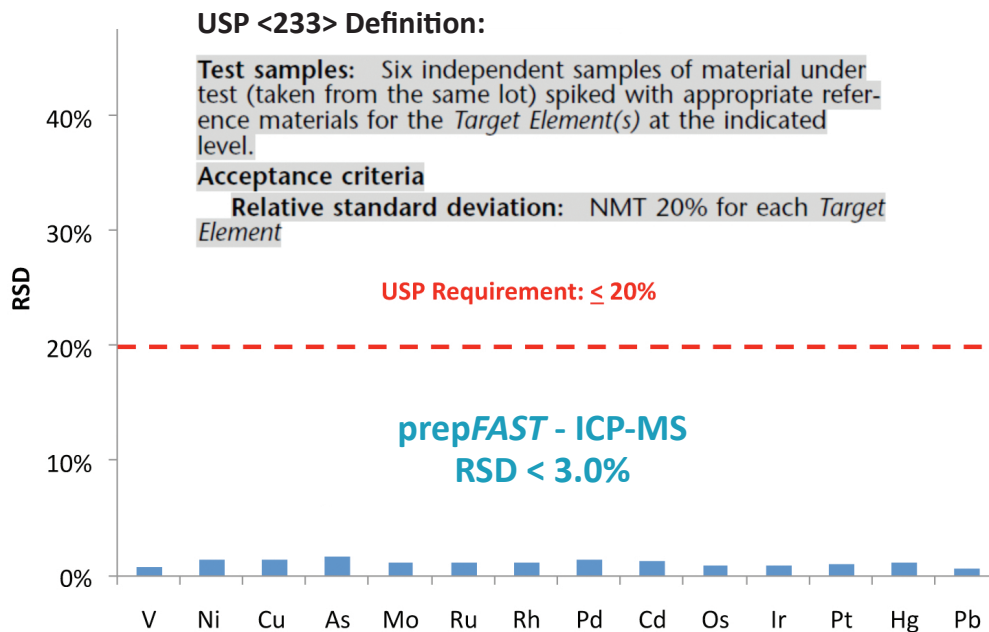 USP <233> Definition:
Test samples: Six independent samples of material under
test (taken from the same lot) spiked with appropriate refer-
ence materials for the Target Element(s) at the indicated
level.
Acceptance criteria
Relative standard deviation: NMT 20% for each Target
Element
RSD
40%
30%
20%
10%
0%
USP Requirement: ≤ 20%
prepFAST - ICP-MS
RSD < 3.0%
V Ni Cu As Mo Ru Rh Pd Cd Os Ir Pt Hg Pb